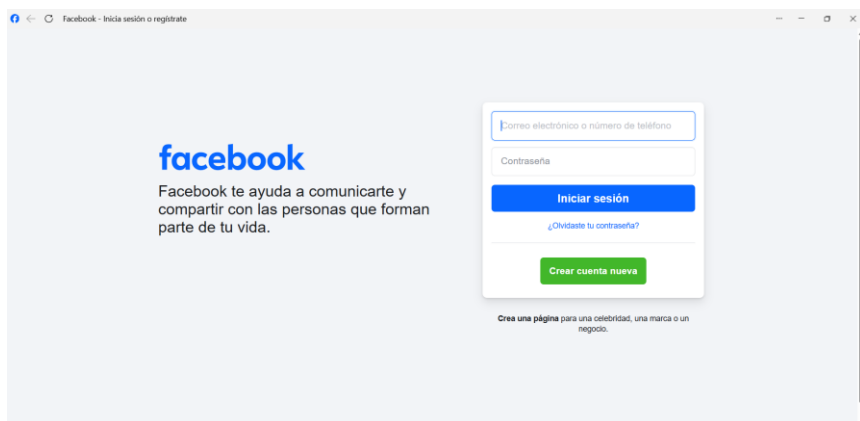 Facebook - Inicia sesión o regístrate
facebook
Facebook te ayuda a comunicarte y
compartir con las personas que forman
parte de tu vida.
Correo electrónico o número de teléfono
Contraseña
Iniciar sesión
¿Olvidaste tu contraseña?
Crear cuenta nueva
Crea una página para una celebridad, una marca o un
negocio.